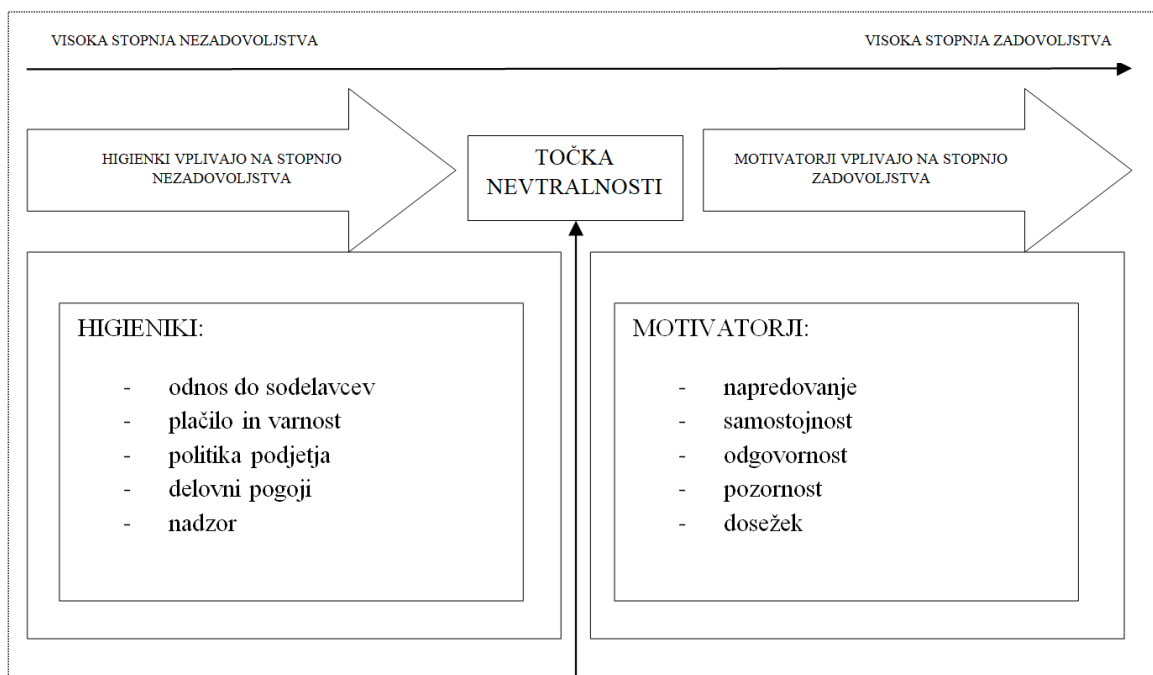 VISOKA STOPNJA NEZADOVOLJSTVA
VISOKA STOPNJA ZADOVOLJSTVA
HIGIENKI VPLIVAJO NA STOPNJO
NEZADOVOLJSTVA
TOČKA
NEVTRALNOSTI
MOTIVATORJI VPLIVAJO NA STOPNJO
ZADOVOLJSTVA
HIGIENIKI:
- odnos do sodelavcev
- plačilo in varnost
- politika podjetja
- delovni pogoji
- nadzor
MOTIVATORJI:
- napredovanje
- samostojnost
- odgovornost
- pozornost
- dosežek